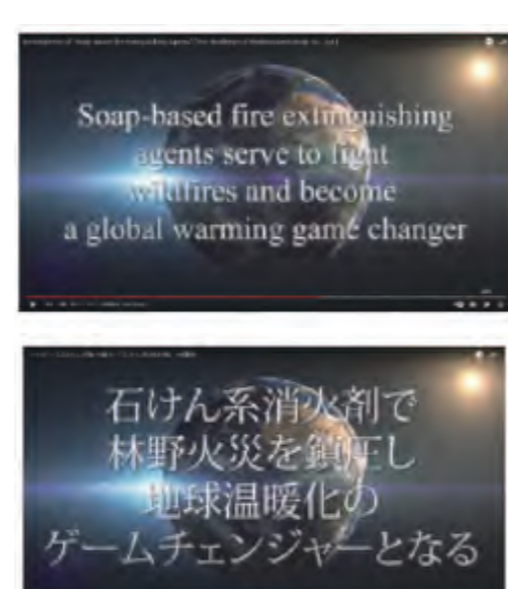 Soap-based fire extinguishing
agents serve to fight
wildfires and become
a global warming game changer
石けん系消火剤で
林野火災を鎮圧し
地球温暖化の
ゲームチェンジャーとなる